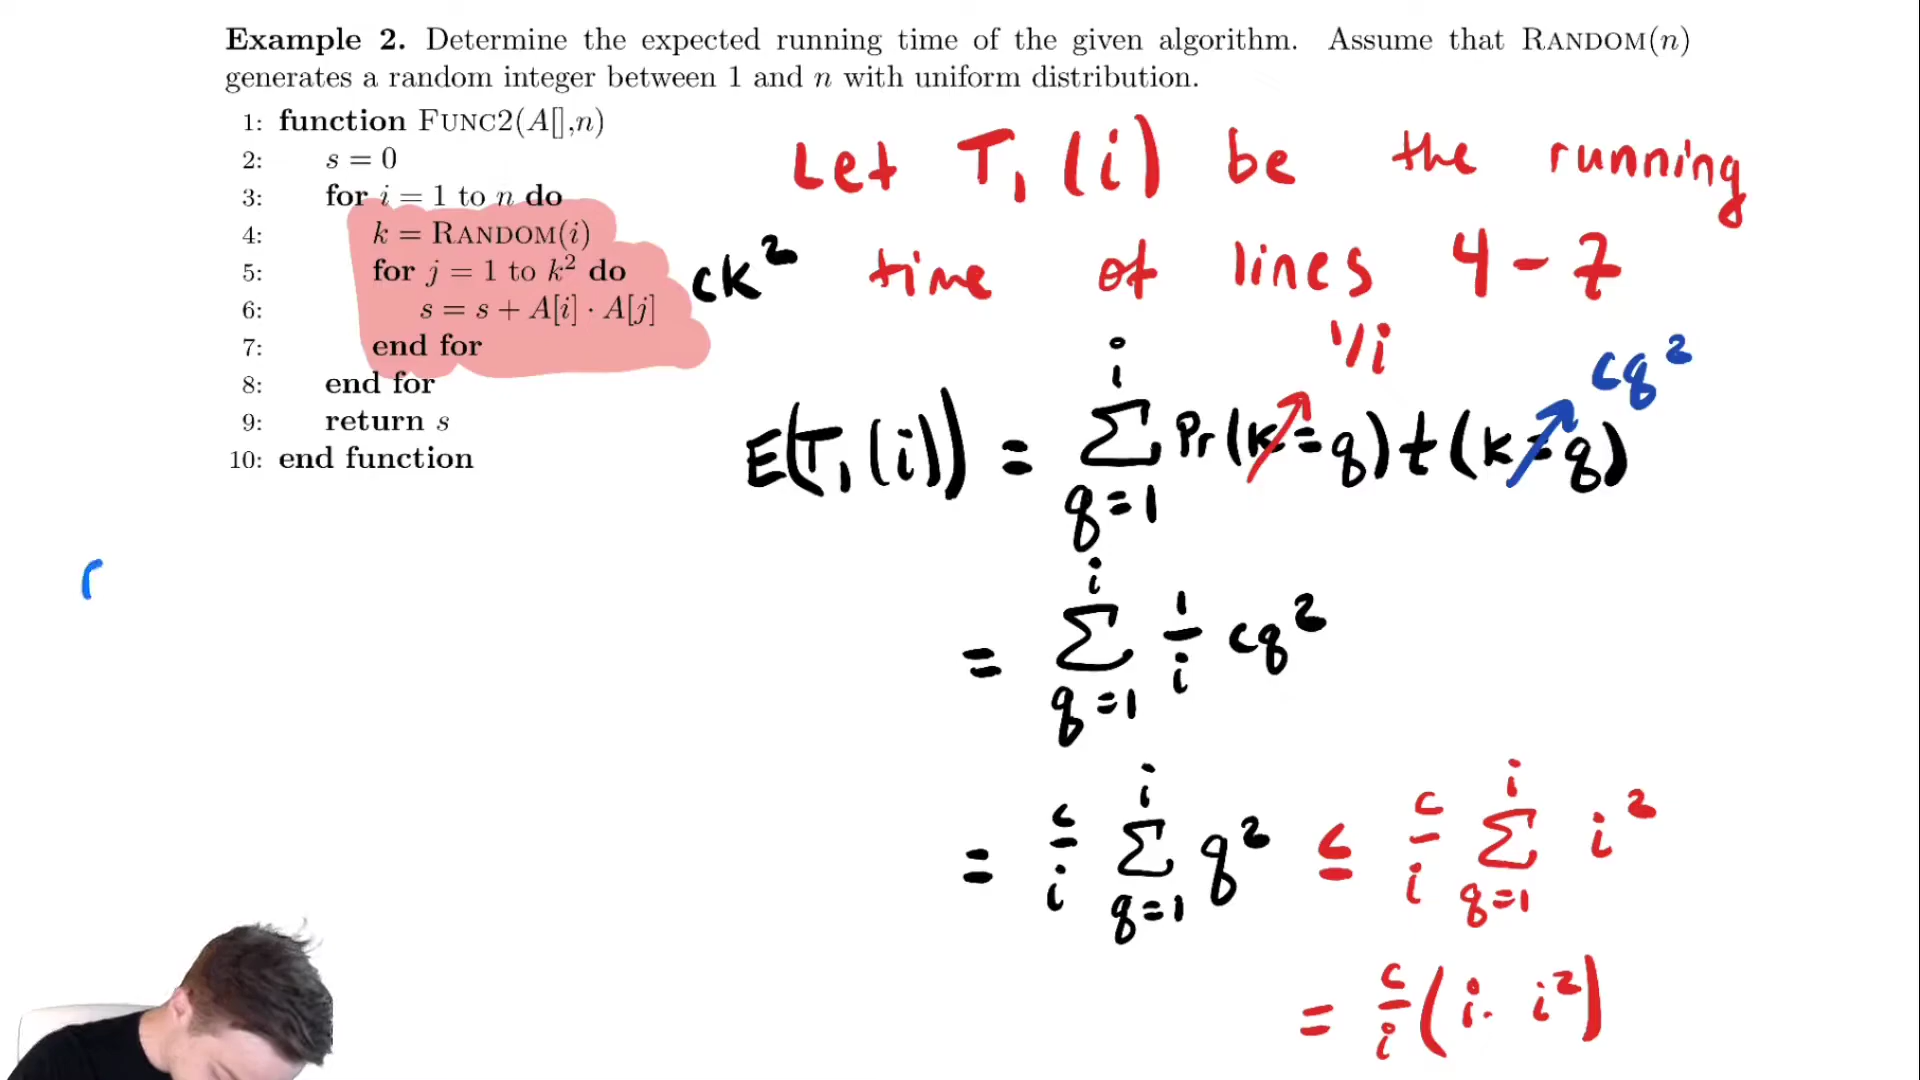 Example 2. Determine the expected running time of the given algorithm. Assume that RANDOM(n)
generates a random integer between 1 and n with uniform distribution.
1: function FUNC2(A[],n)
2: s = 0
3: for i = 1 to n do
4: k = RANDOM(i)
5: for j = 1 to k² do
6: s = s + A[i] · A[j]
7: end for
8: end for
9: return s
10: end function
ck²
Let T₁(i) be the running
time of lines 4-7
1/i
cq²
E(T₁(i)) = ∑_{q=1}^{i} Pr(k=q) t(k=q)
= ∑_{q=1}^{i} 1/i cq²
= c/i ∑_{q=1}^{i} q² ≤ c/i ∑_{q=1}^{i} i²
= c/i (i · i²)